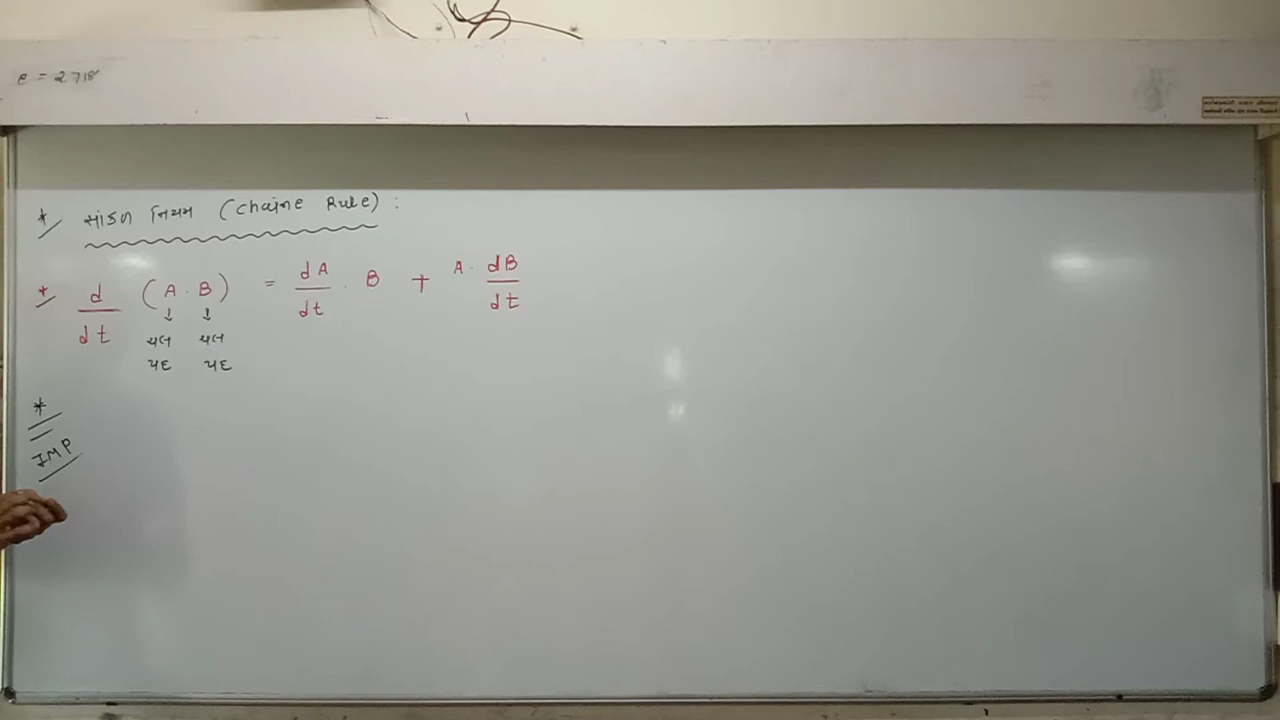 e = 2.718
* સાંકળ નિયમ (Chaine Rule) :
* d/dt (A . B) = dA/dt . B + A . dB/dt
↓ ↓
ચલ ચલ
પદ પદ
*
IMP